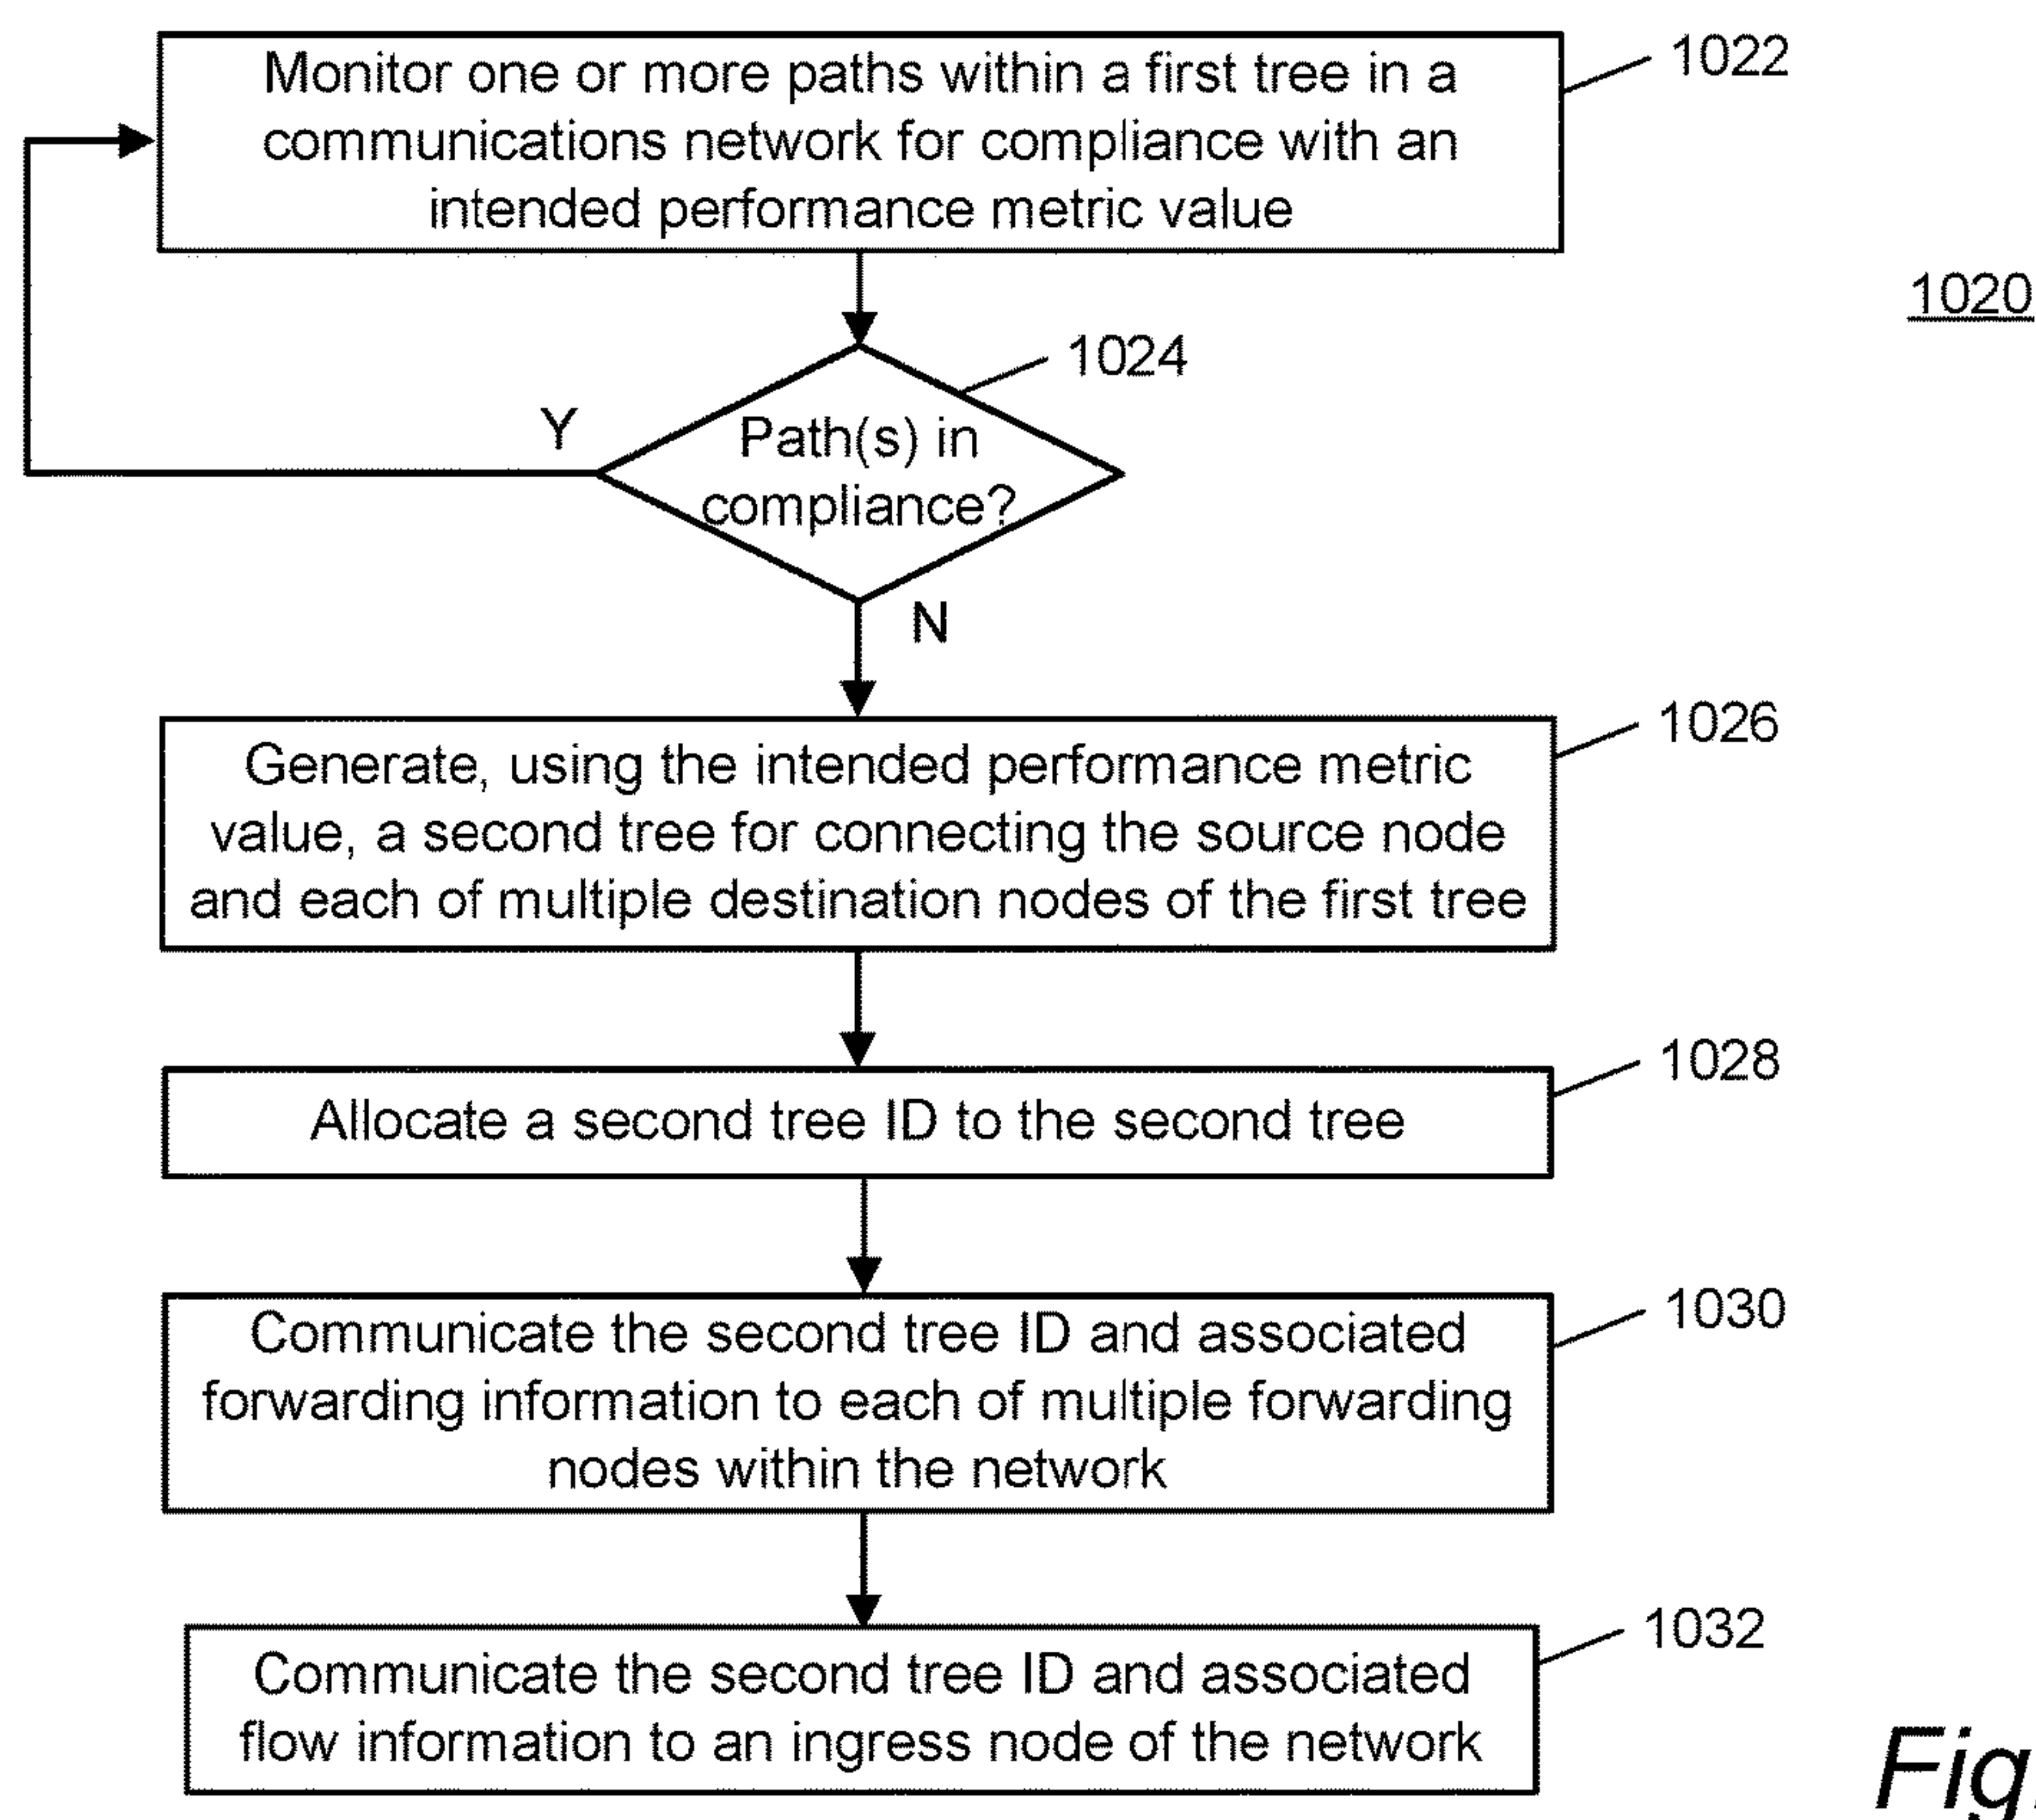 Monitor one or more paths within a first tree in a
communications network for compliance with an
intended performance metric value
1022
1020
1024
Path(s) in
compliance?
Y
N
1026
Generate, using the intended performance metric
value, a second tree for connecting the source node
and each of multiple destination nodes of the first tree
1028
Allocate a second tree ID to the second tree
1030
Communicate the second tree ID and associated
forwarding information to each of multiple forwarding
nodes within the network
1032
Communicate the second tree ID and associated
flow information to an ingress node of the network
Fig.